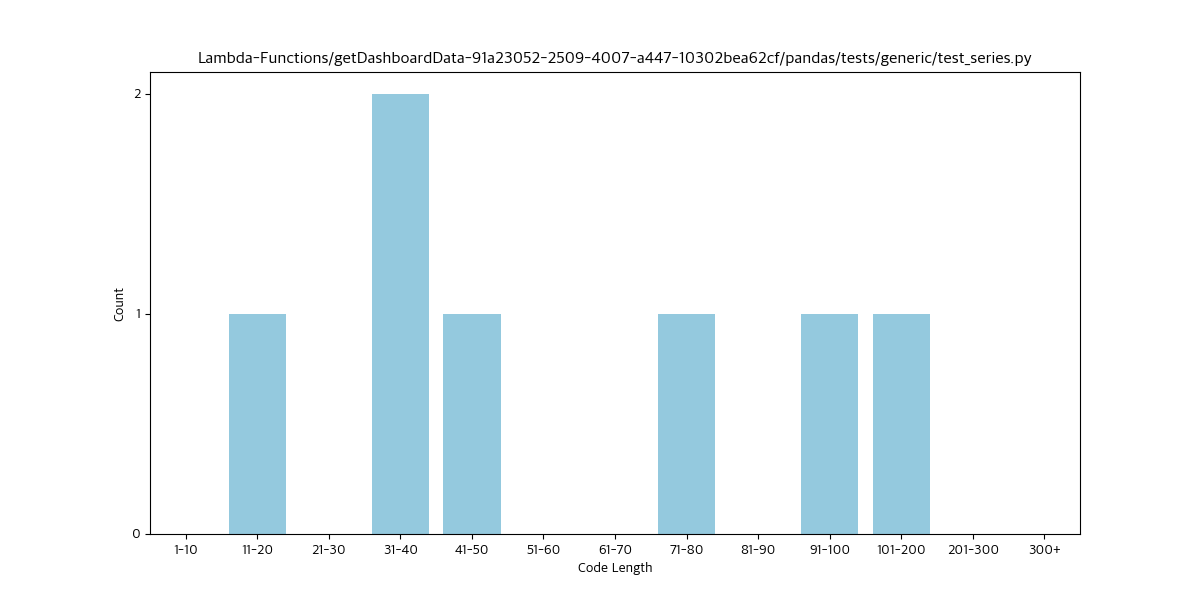 Lambda-Functions/getDashboardData-91a23052-2509-4007-a447-10302bea62cf/pandas/tests/generic/test_series.py
2
1
0
Count
1-10 11-20 21-30 31-40 41-50 51-60 61-70 71-80 81-90 91-100 101-200 201-300 300+
Code Length